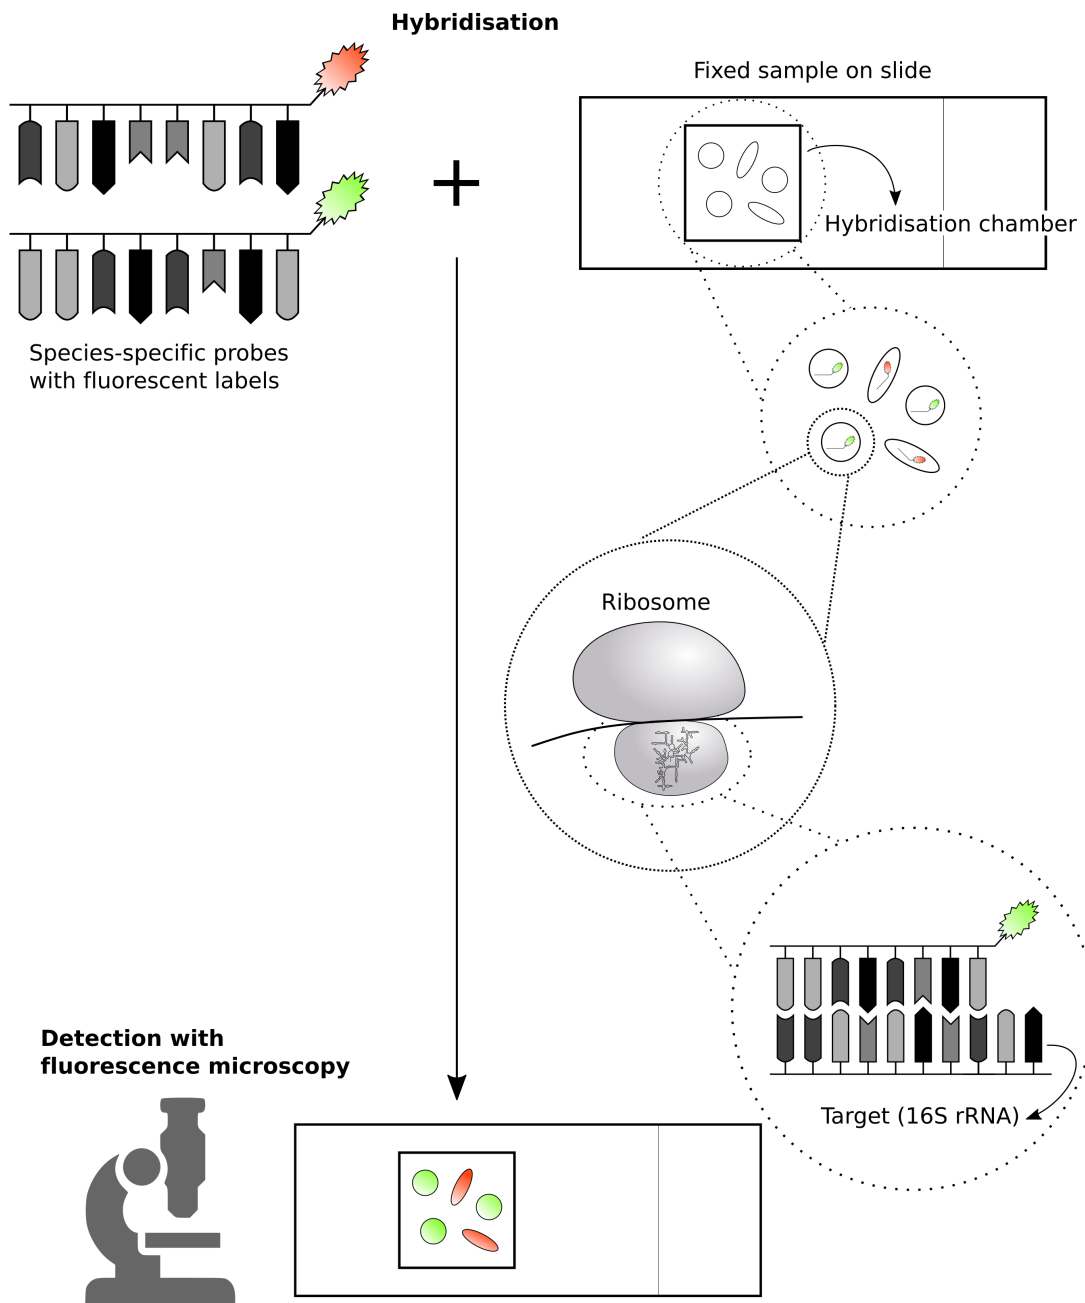 Hybridisation
Fixed sample on slide
Hybridisation chamber
Species-specific probes
with fluorescent labels
Ribosome
Target (16S rRNA)
Detection with
fluorescence microscopy